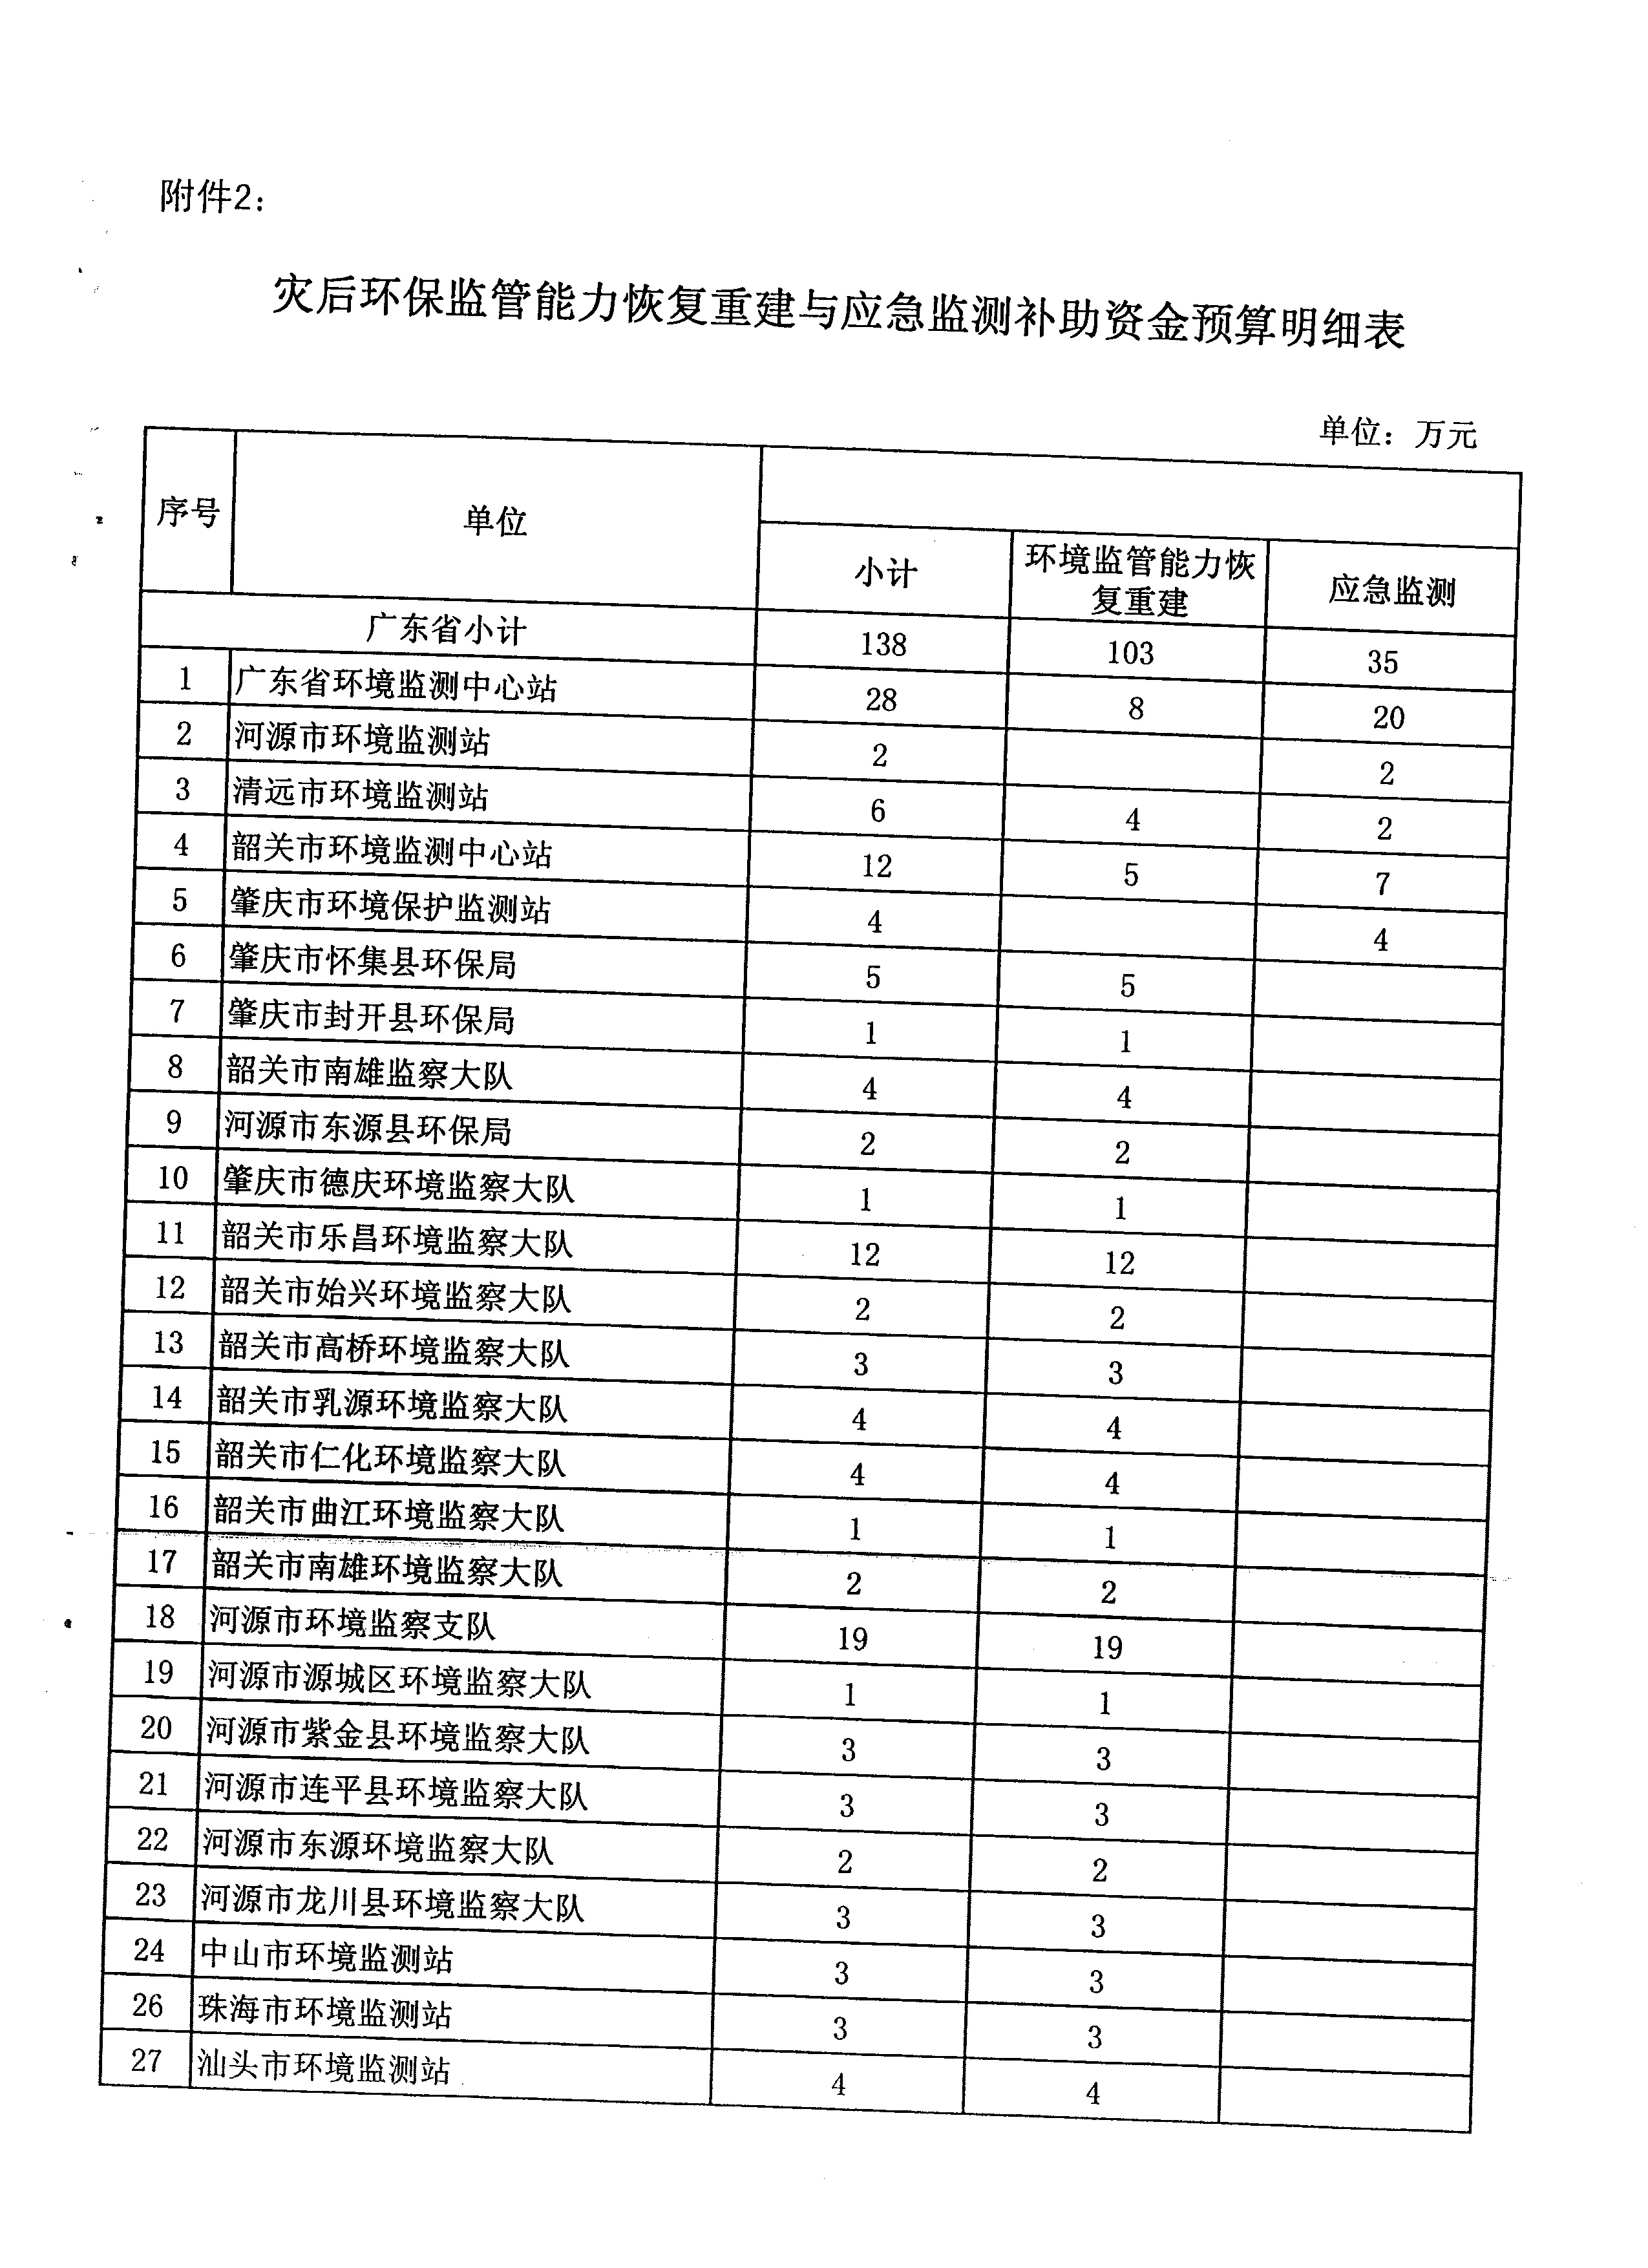 附件2：
灾后环保监管能力恢复重建与应急监测补助资金预算明细表
单位：万元
序号 单位
小计 环境监管能力恢复重建 应急监测
广东省小计 138 103 35
1 广东省环境监测中心站 28 8 20
2 河源市环境监测站 2 2
3 清远市环境监测站 6 4 2
4 韶关市环境监测中心站 12 5 7
5 肇庆市环境保护监测站 4 4
6 肇庆市怀集县环保局 5 5
7 肇庆市封开县环保局 1 1
8 韶关市南雄监察大队 4 4
9 河源市东源县环保局 2 2
10 肇庆市德庆环境监察大队 1 1
11 韶关市乐昌环境监察大队 12 12
12 韶关市始兴环境监察大队 2 2
13 韶关市高桥环境监察大队 3 3
14 韶关市乳源环境监察大队 4 4
15 韶关市仁化环境监察大队 4 4
16 韶关市曲江环境监察大队 1 1
17 韶关市南雄环境监察大队 2 2
18 河源市环境监察支队 19 19
19 河源市源城区环境监察大队 1 1
20 河源市紫金县环境监察大队 3 3
21 河源市连平县环境监察大队 3 3
22 河源市东源环境监察大队 2 2
23 河源市龙川县环境监察大队 3 3
24 中山市环境监测站 3 3
26 珠海市环境监测站 3 3
27 汕头市环境监测站 4 4